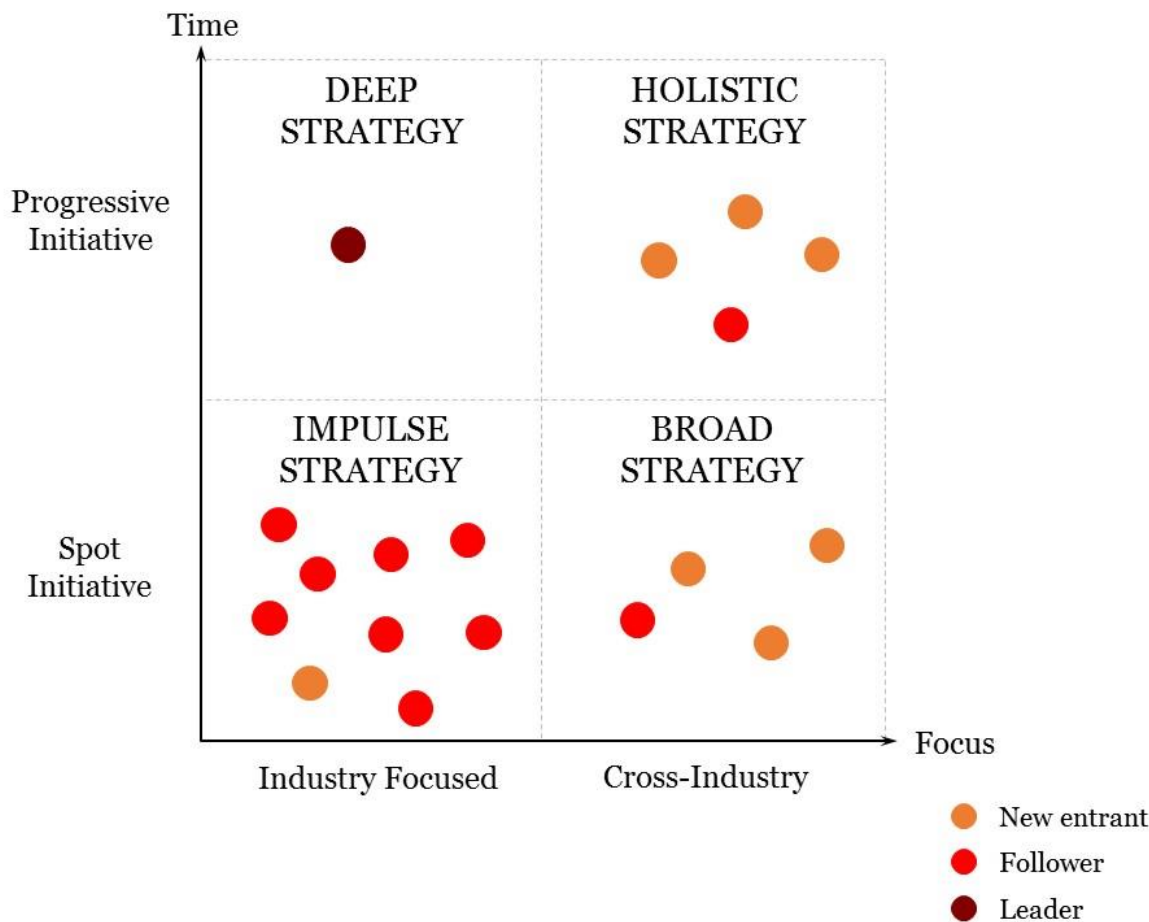 Time
DEEP
STRATEGY
HOLISTIC
STRATEGY
Progressive
Initiative
IMPULSE
STRATEGY
BROAD
STRATEGY
Spot
Initiative
Focus
Industry Focused
Cross-Industry
New entrant
Follower
Leader